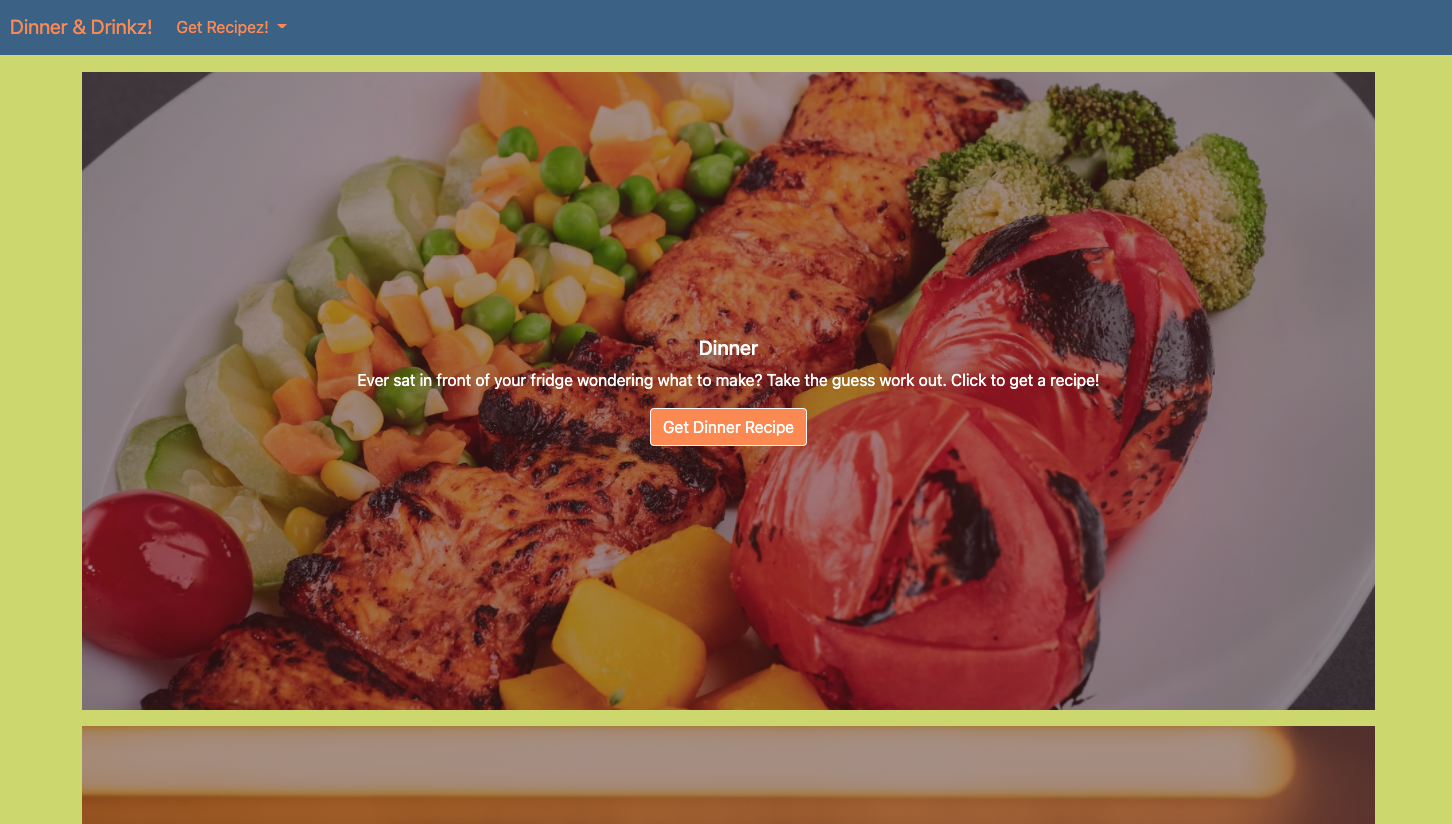 Dinner & Drinkz! Get Recipez!
Dinner
Ever sat in front of your fridge wondering what to make? Take the guess work out. Click to get a recipe!
Get Dinner Recipe